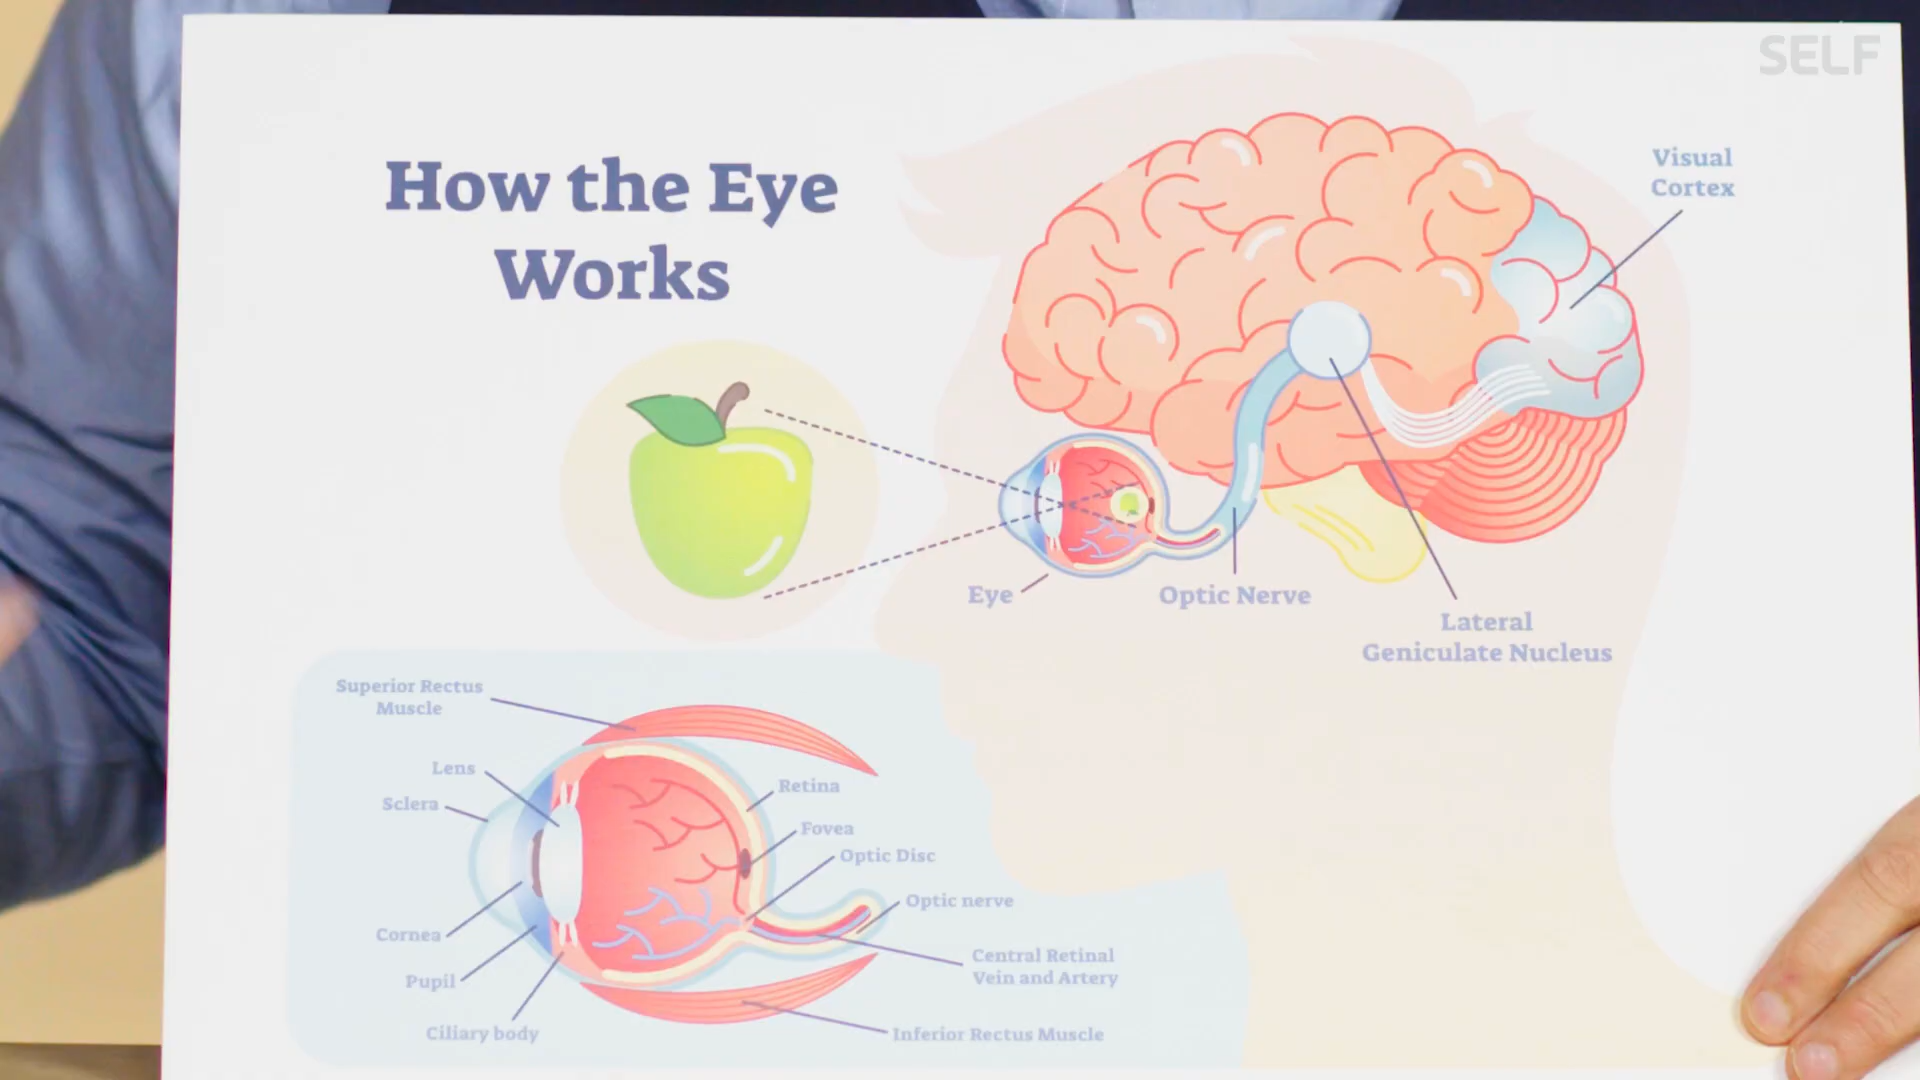 SELF
How the Eye
Works
Visual
Cortex
Eye
Optic Nerve
Lateral
Geniculate Nucleus
Superior Rectus
Muscle
Lens
Sclera
Retina
Fovea
Optic Disc
Optic nerve
Cornea
Central Retinal
Vein and Artery
Pupil
Ciliary body
Inferior Rectus Muscle